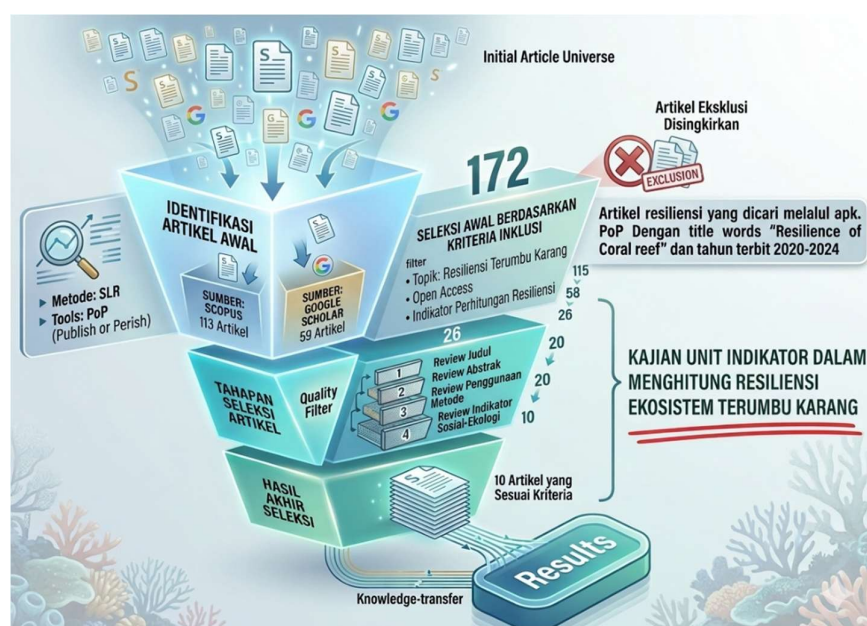 Initial Article Universe
Artikel Eksklusi
Disingkirkan
EXCLUSION
172
IDENTIFIKASI
ARTIKEL AWAL
SELEKSI AWAL BERDASARKAN
KRITERIA INKLUSI
filter
• Topik: Resiliensi Terumbu Karang
• Open Access
• Indikator Perhitungan Resiliensi
115
58
26
Artikel resiliensi yang dicari melalul apk.
PoP Dengan title words "Resilience of
Coral reef" dan tahun terbit 2020-2024
Metode: SLR
Tools: PoP
(Publish or Perish)
SUMBER:
SCOPUS
113 Artikel
SUMBER:
GOOGLE
SCHOLAR
59 Artikel
26
TAHAPAN
SELEKSI
ARTIKEL
Quality
Filter
1
2
3
4
Review Judul
Review Abstrak
Review Penggunaan
Metode
Review Indikator
Sosial-Ekologi
20
20
10
KAJIAN UNIT INDIKATOR DALAM
MENGHITUNG RESILIENSI
EKOSISTEM TERUMBU KARANG
HASIL
AKHIR
SELEKSI
10 Artikel yang
Sesuai Kriteria
Results
Knowledge-transfer